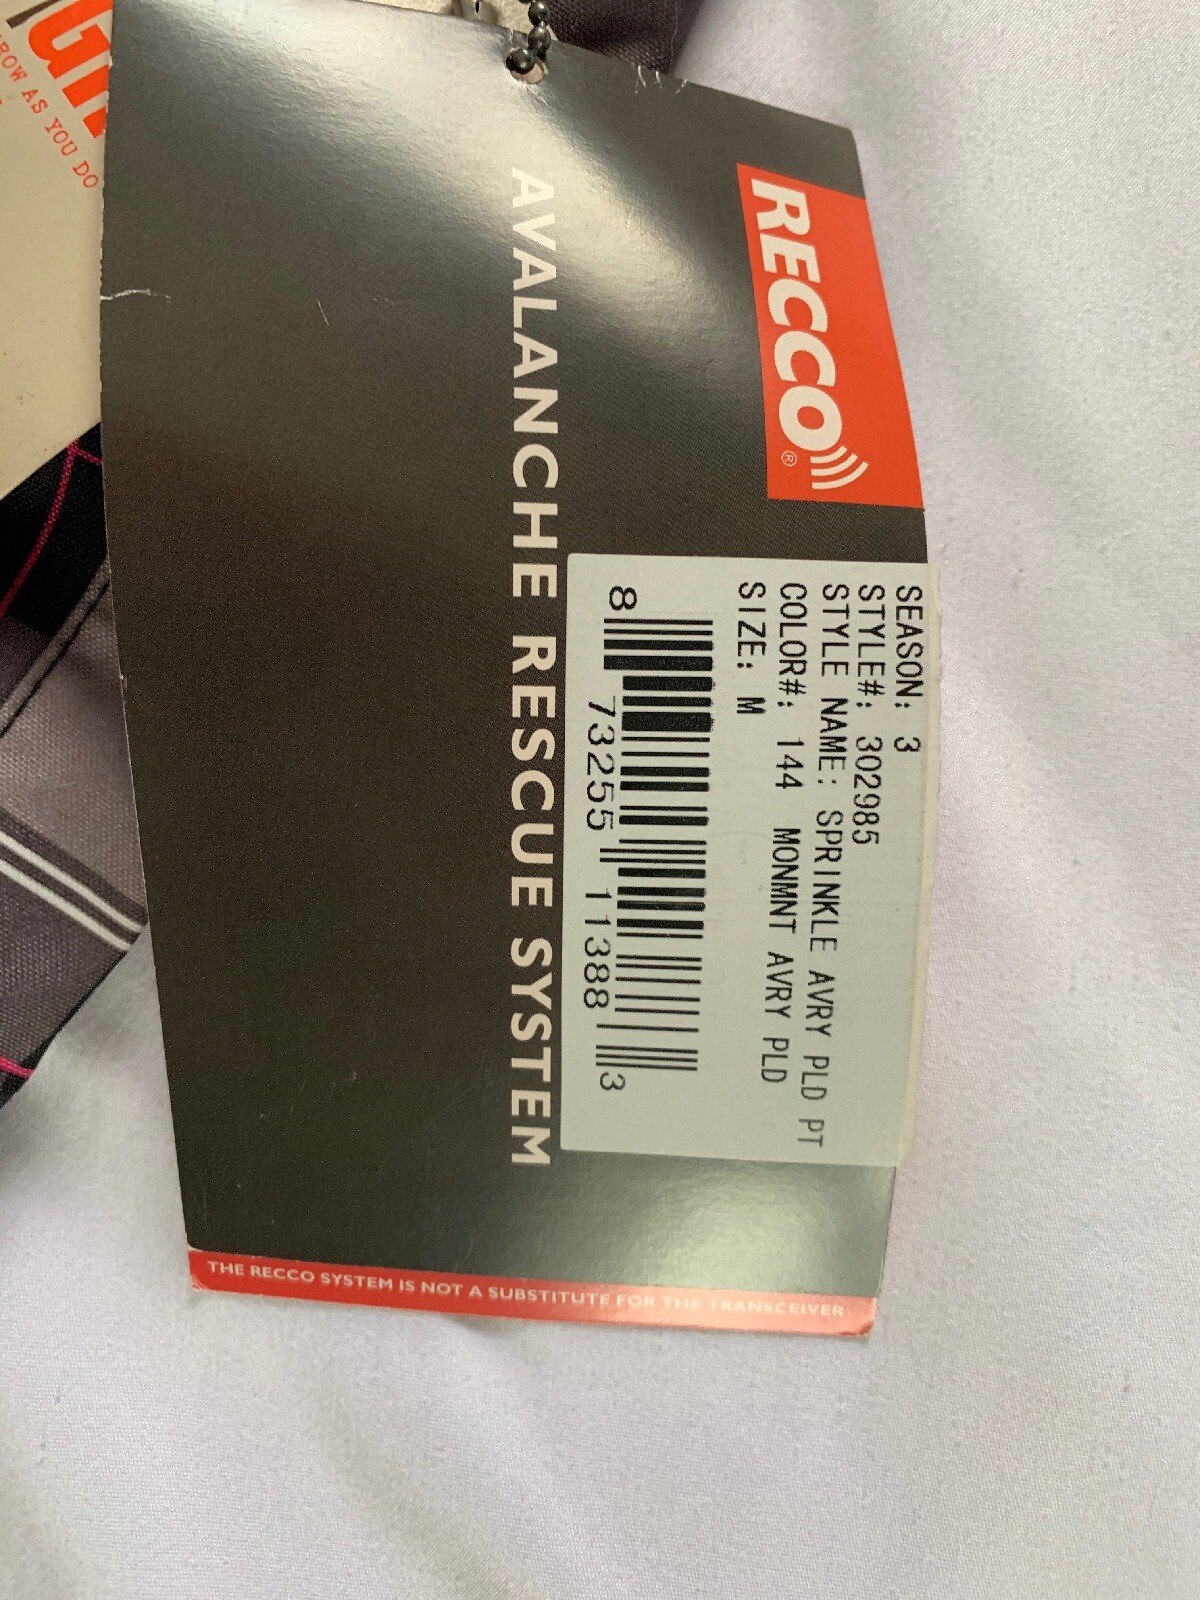 RECCO®
SEASON: 3
STYLE#: 302985
STYLE NAME: SPRINKLE AVRY PLD PT
COLOR#: 144 MONMNT AVRY PLD
SIZE: M
8 73255 11388 3
AVALANCHE RESCUE SYSTEM
THE RECCO SYSTEM IS NOT A SUBSTITUTE FOR THE TRANSCEIVER
AS YOU DO